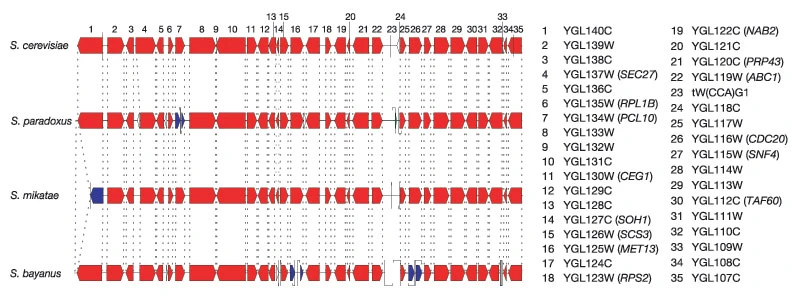 1 2 3 4 5 6 7 8 9 10 11 12 13 14 15 16 17 18 19 20 21 22 23 24 25 26 27 28 29 30 31 32 33 34 35
S. cerevisiae
S. paradoxus
S. mikatae
S. bayanus
1 YGL140C
2 YGL139W
3 YGL138C
4 YGL137W (SEC27)
5 YGL136C
6 YGL135W (RPL1B)
7 YGL134W (PCL10)
8 YGL133W
9 YGL132W
10 YGL131C
11 YGL130W (CEG1)
12 YGL129C
13 YGL128C
14 YGL127C (SOH1)
15 YGL126W (SCS3)
16 YGL125W (MET13)
17 YGL124C
18 YGL123W (RPS2)
19 YGL122C (NAB2)
20 YGL121C
21 YGL120C (PRP43)
22 YGL119W (ABC1)
23 tW(CCA)G1
24 YGL118C
25 YGL117W
26 YGL116W (CDC20)
27 YGL115W (SNF4)
28 YGL114W
29 YGL113W
30 YGL112C (TAF60)
31 YGL111W
32 YGL110C
33 YGL109W
34 YGL108C
35 YGL107C